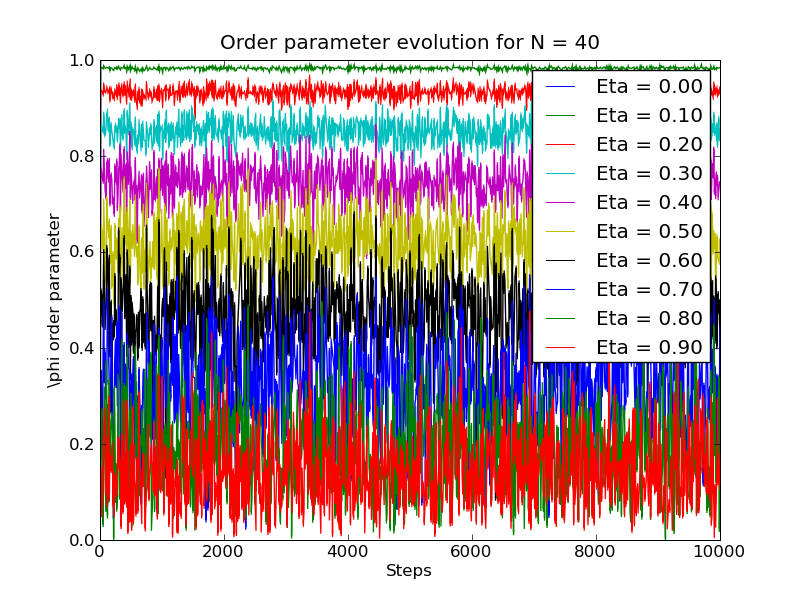 Order parameter evolution for N = 40
\phi order parameter
1.0
0.8
0.6
0.4
0.2
0.0
0
2000
4000
6000
8000
10000
Steps
Eta = 0.00
Eta = 0.10
Eta = 0.20
Eta = 0.30
Eta = 0.40
Eta = 0.50
Eta = 0.60
Eta = 0.70
Eta = 0.80
Eta = 0.90